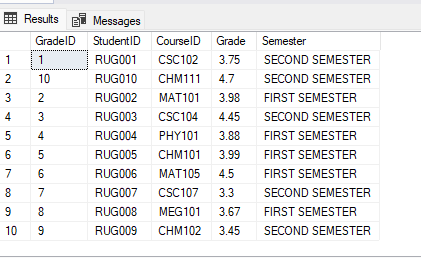 Results Messages
GradeID StudentID CourseID Grade Semester
1 1 RUG001 CSC102 3.75 SECOND SEMESTER
2 10 RUG010 CHM111 4.7 SECOND SEMESTER
3 2 RUG002 MAT101 3.98 FIRST SEMESTER
4 3 RUG003 CSC104 4.45 SECOND SEMESTER
5 4 RUG004 PHY101 3.88 FIRST SEMESTER
6 5 RUG005 CHM101 3.99 FIRST SEMESTER
7 6 RUG006 MAT105 4.5 FIRST SEMESTER
8 7 RUG007 CSC107 3.3 SECOND SEMESTER
9 8 RUG008 MEG101 3.67 FIRST SEMESTER
10 9 RUG009 CHM102 3.45 SECOND SEMESTER